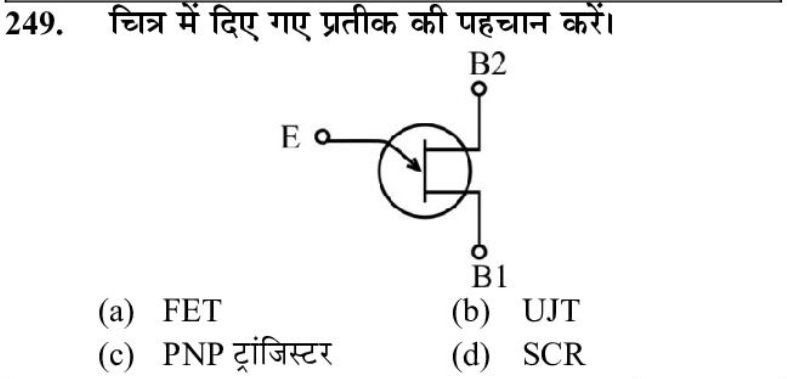 249. चित्र में दिए गए प्रतीक की पहचान करें।
B2
E
B1
(a) FET (b) UJT
(c) PNP ट्रांजिस्टर (d) SCR